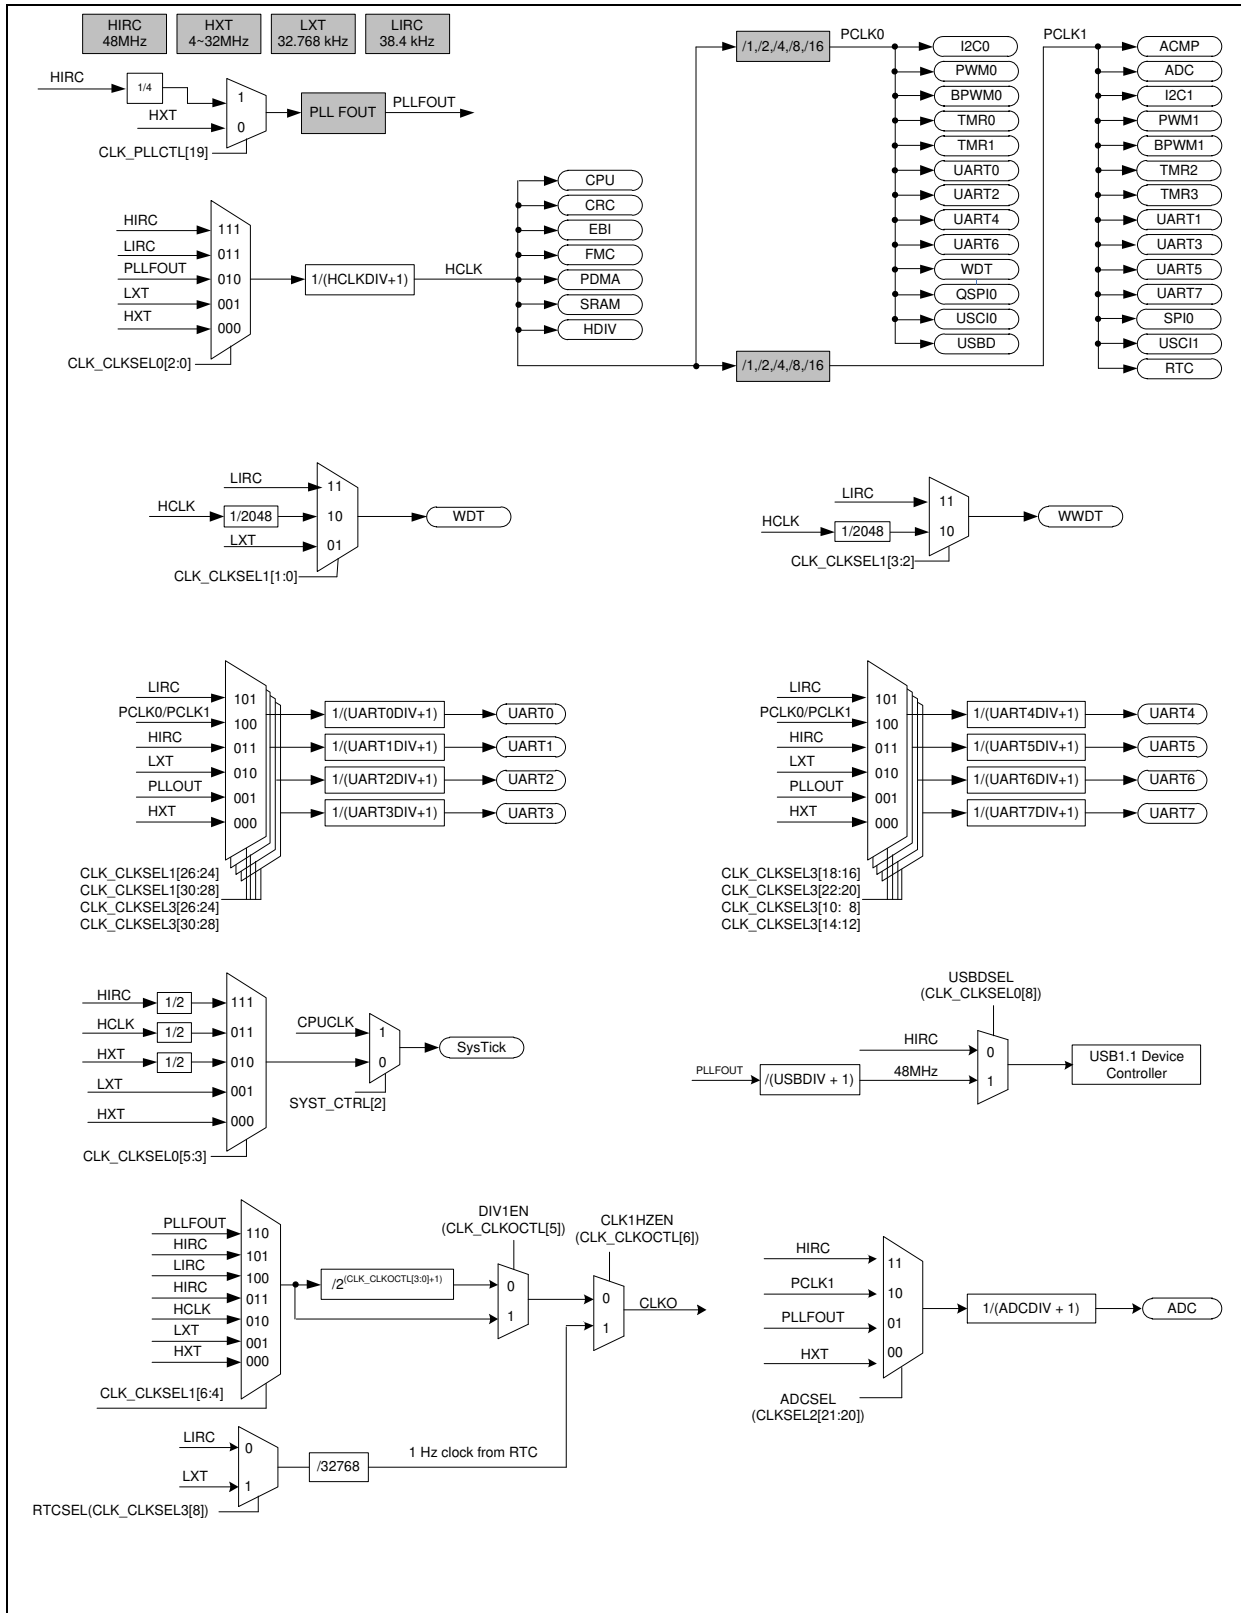 HIRC
48MHz
HXT
4~32MHz
LXT
32.768 kHz
LIRC
38.4 kHz
HIRC
1/4
HXT
1
0
CLK_PLLCTL[19]
PLL FOUT
PLLFOUT
HIRC
LIRC
PLLFOUT
LXT
HXT
111
011
010
001
000
CLK_CLKSEL0[2:0]
1/(HCLKDIV+1)
HCLK
CPU
CRC
EBI
FMC
PDMA
SRAM
HDIV
/1,/2,/4,/8,/16
PCLK0
I2C0
PWM0
BPWM0
TMR0
TMR1
UART0
UART2
UART4
UART6
WDT
QSPI0
USCI0
USBD
/1,/2,/4,/8,/16
PCLK1
ACMP
ADC
I2C1
PWM1
BPWM1
TMR2
TMR3
UART1
UART3
UART5
UART7
SPI0
USCI1
RTC
LIRC
HCLK
1/2048
LXT
11
10
01
CLK_CLKSEL1[1:0]
WDT
LIRC
HCLK
1/2048
11
10
CLK_CLKSEL1[3:2]
WWDT
LIRC
PCLK0/PCLK1
HIRC
LXT
PLLOUT
HXT
101
100
011
010
001
000
1/(UART0DIV+1)
UART0
1/(UART1DIV+1)
UART1
1/(UART2DIV+1)
UART2
1/(UART3DIV+1)
UART3
CLK_CLKSEL1[26:24]
CLK_CLKSEL1[30:28]
CLK_CLKSEL3[26:24]
CLK_CLKSEL3[30:28]
LIRC
PCLK0/PCLK1
HIRC
LXT
PLLOUT
HXT
101
100
011
010
001
000
1/(UART4DIV+1)
UART4
1/(UART5DIV+1)
UART5
1/(UART6DIV+1)
UART6
1/(UART7DIV+1)
UART7
CLK_CLKSEL3[18:16]
CLK_CLKSEL3[22:20]
CLK_CLKSEL3[10: 8]
CLK_CLKSEL3[14:12]
HIRC
1/2
HCLK
1/2
HXT
1/2
LXT
HXT
111
011
010
001
000
CLK_CLKSEL0[5:3]
CPUCLK
1
0
SYST_CTRL[2]
SysTick
USBDSEL
(CLK_CLKSEL0[8])
HIRC
PLLFOUT
/(USBDIV + 1)
48MHz
0
1
USB1.1 Device
Controller
PLLFOUT
HIRC
LIRC
HIRC
HCLK
LXT
HXT
110
101
100
011
010
001
000
CLK_CLKSEL1[6:4]
/2(CLK_CLKOCTL[3:0]+1)
DIV1EN
(CLK_CLKOCTL[5])
0
1
CLK1HZEN
(CLK_CLKOCTL[6])
0
1
CLKO
LIRC
LXT
0
1
RTCSEL(CLK_CLKSEL3[8])
/32768
1 Hz clock from RTC
HIRC
PCLK1
PLLFOUT
HXT
11
10
01
00
ADCSEL
(CLKSEL2[21:20])
1/(ADCDIV + 1)
ADC